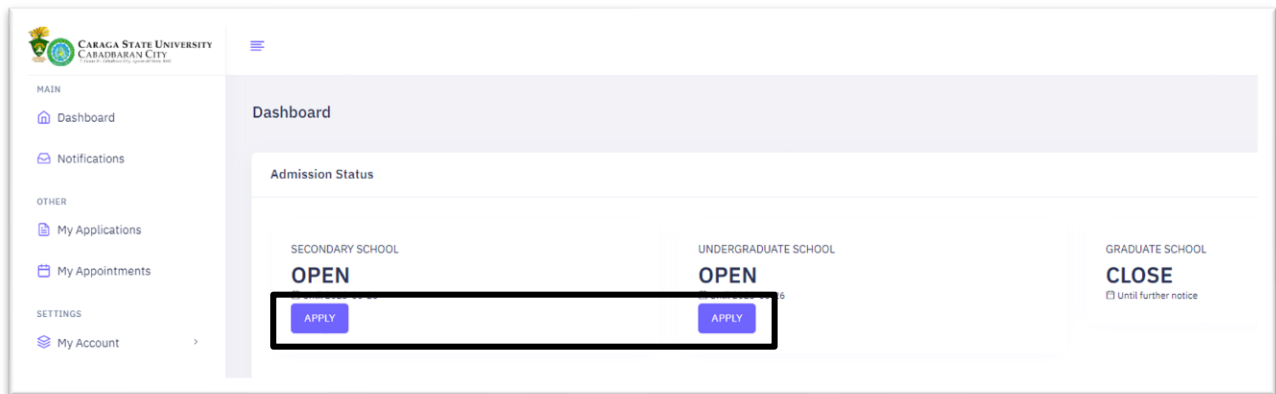 CARAGA STATE UNIVERSITY
CABADBARAN CITY
MAIN
Dashboard
Notifications
OTHER
My Applications
My Appointments
SETTINGS
My Account
Dashboard
Admission Status
SECONDARY SCHOOL
OPEN
APPLY
UNDERGRADUATE SCHOOL
OPEN
APPLY
GRADUATE SCHOOL
CLOSE
Until further notice